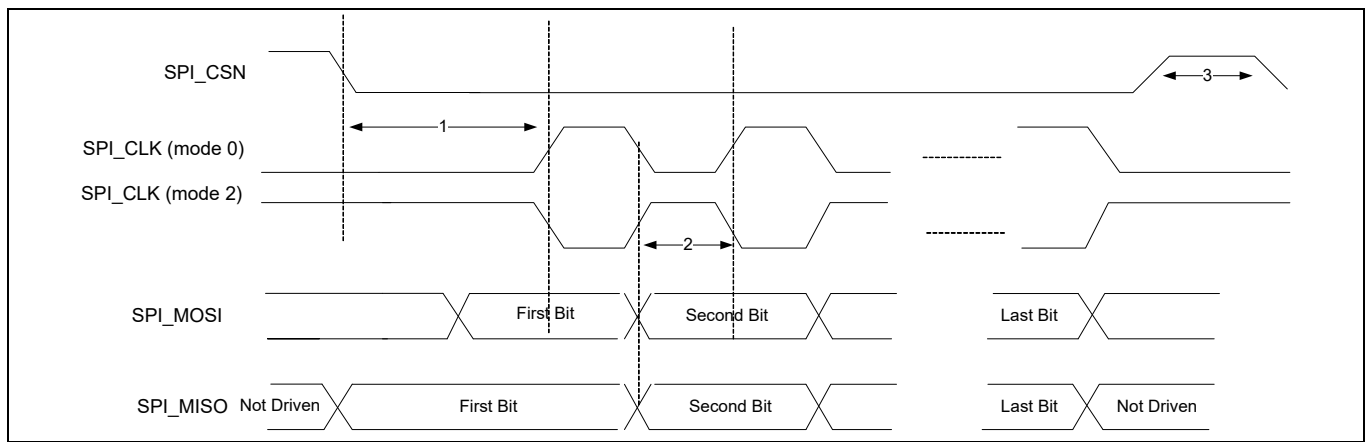 SPI_CSN
3
1
SPI_CLK (mode 0)
SPI_CLK (mode 2)
2
SPI_MOSI First Bit Second Bit Last Bit
SPI_MISO Not Driven First Bit Second Bit Last Bit Not Driven